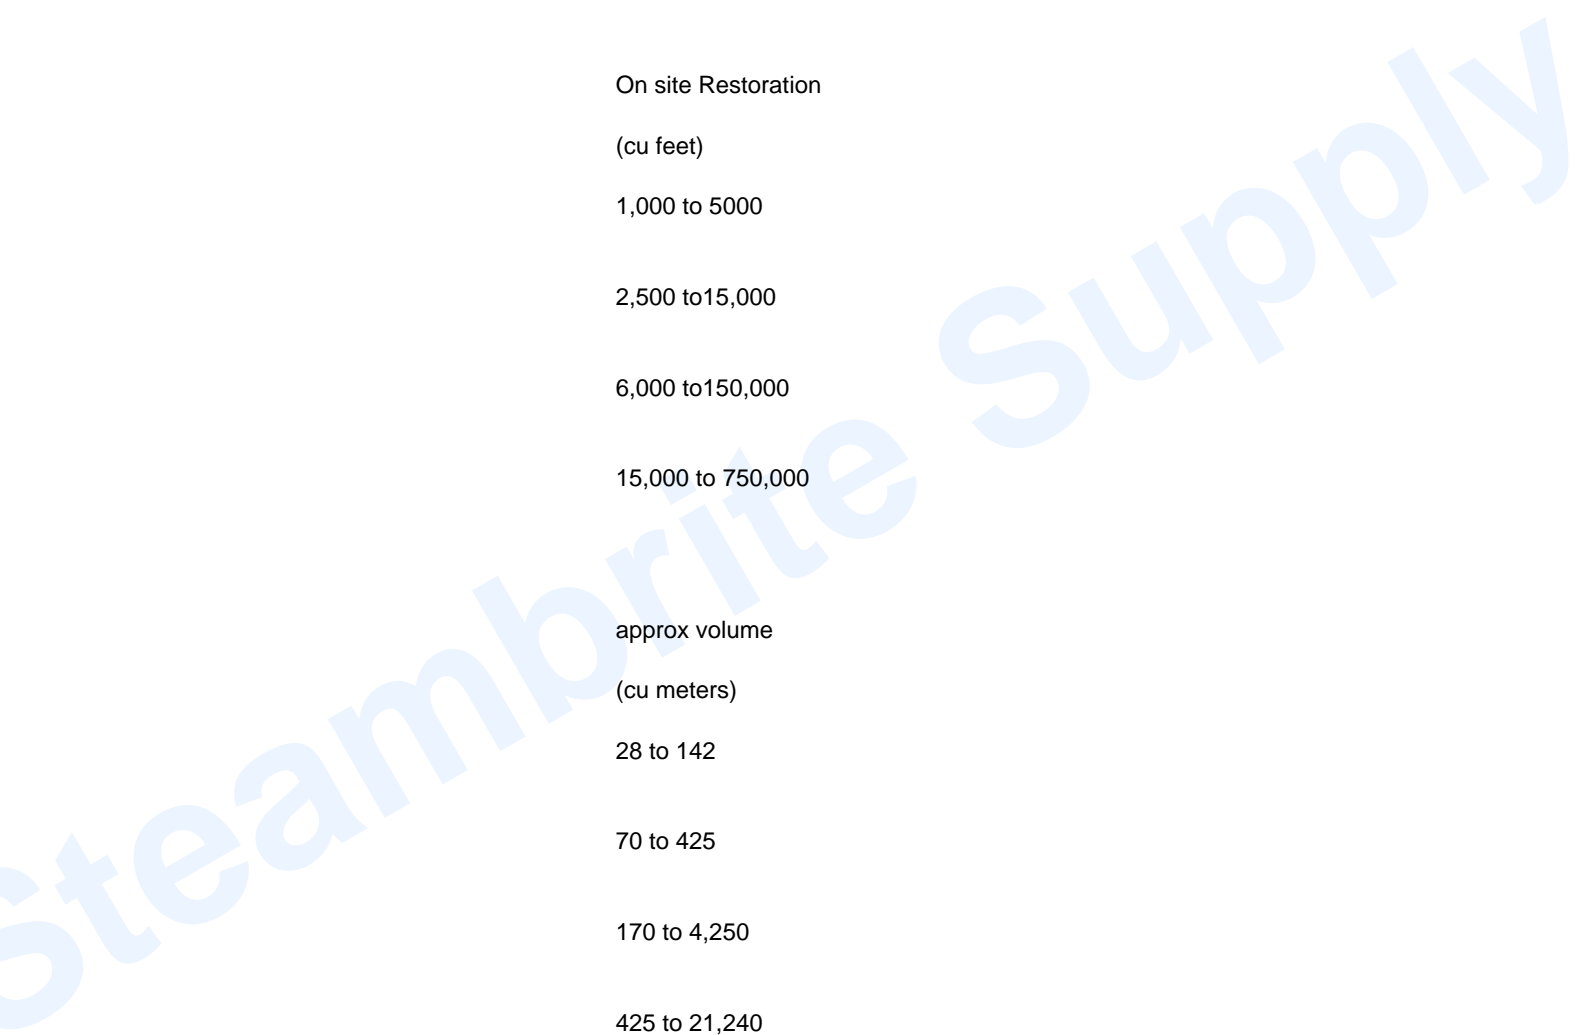 On site Restoration
(cu feet)
1,000 to 5000
2,500 to15,000
6,000 to150,000
15,000 to 750,000
approx volume
(cu meters)
28 to 142
70 to 425
170 to 4,250
425 to 21,240
Steambrite Supply